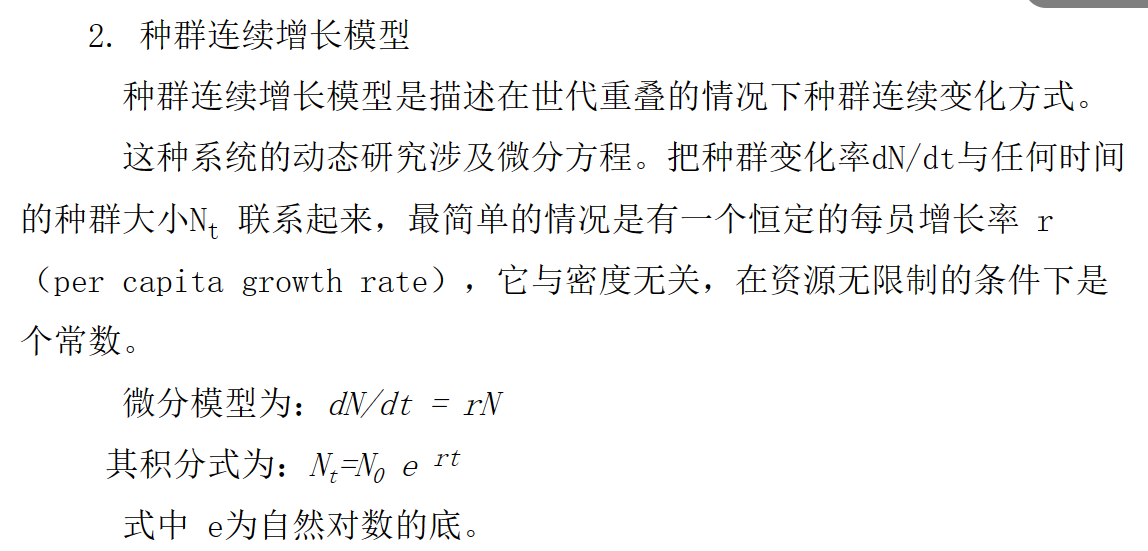 2. 种群连续增长模型
种群连续增长模型是描述在世代重叠的情况下种群连续变化方式。
这种系统的动态研究涉及微分方程。把种群变化率dN/dt与任何时间
的种群大小Nt 联系起来，最简单的情况是有一个恒定的每员增长率 r
（per capita growth rate），它与密度无关，在资源无限制的条件下是
个常数。
微分模型为：dN/dt = rN
其积分式为：Nt=N0 e rt
式中 e为自然对数的底。